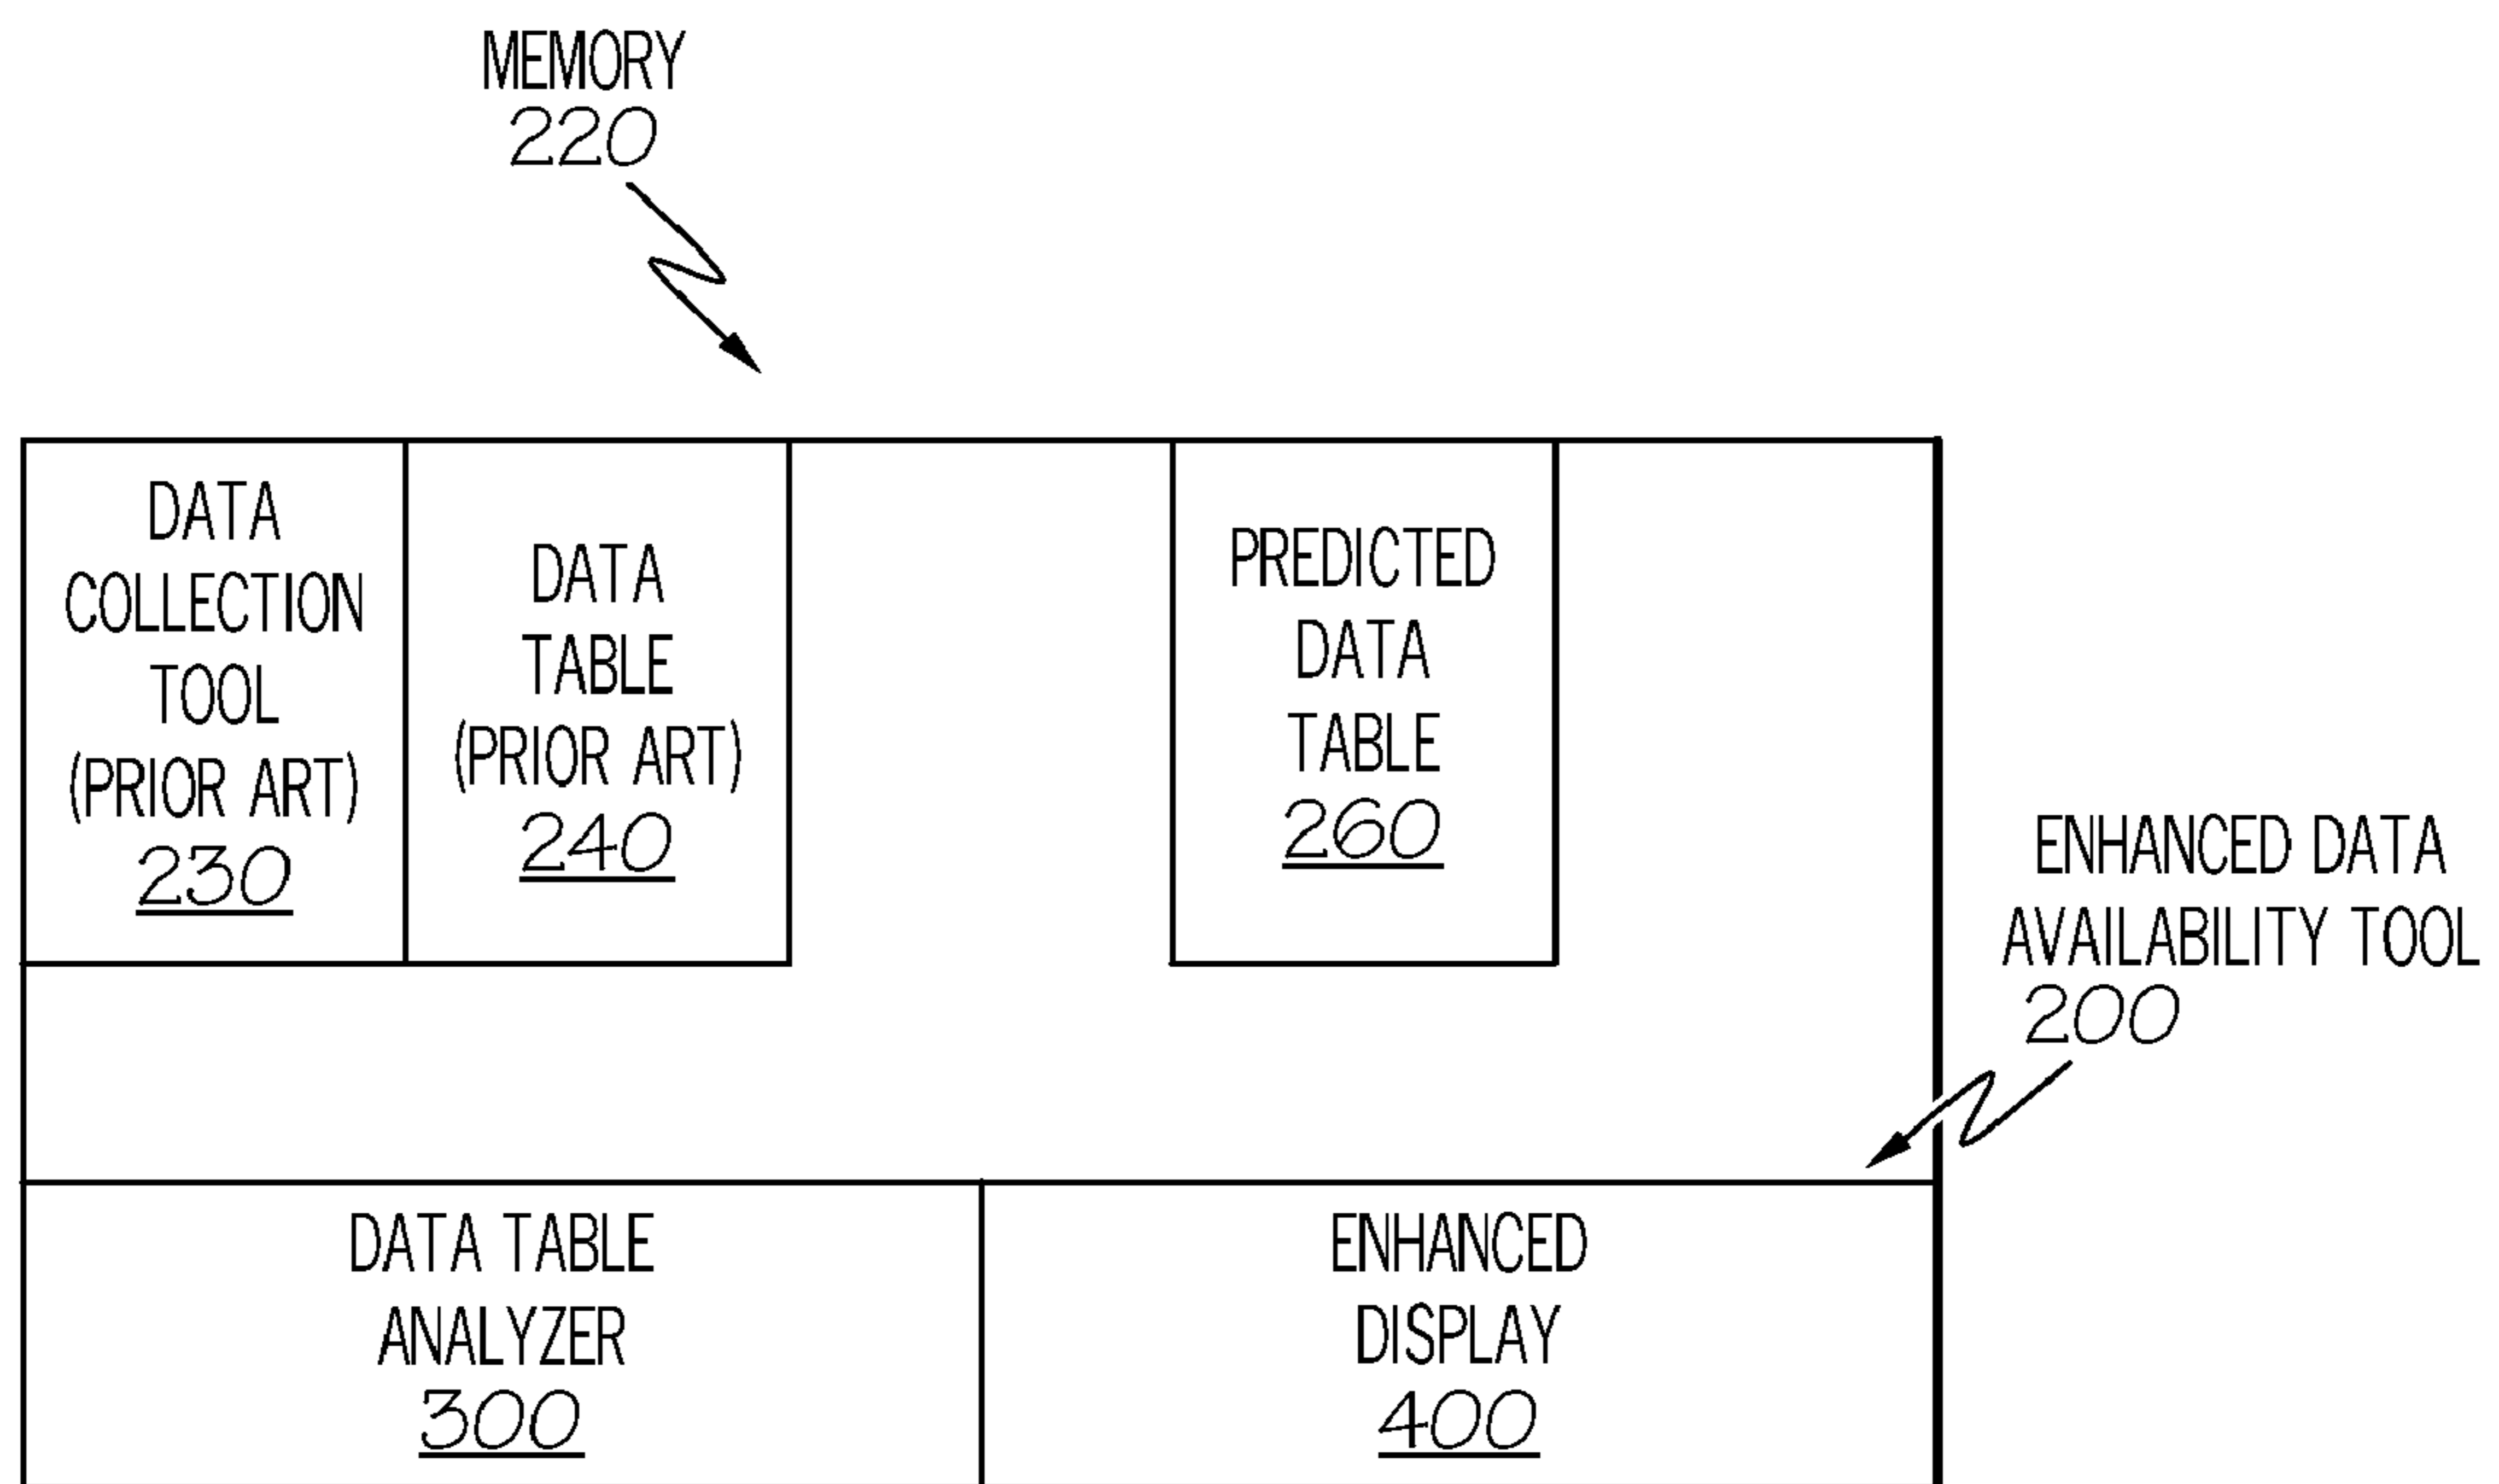 MEMORY
220
DATA
COLLECTION
TOOL
(PRIOR ART)
230
DATA
TABLE
(PRIOR ART)
240
PREDICTED
DATA
TABLE
260
ENHANCED DATA
AVAILABILITY TOOL
200
DATA TABLE
ANALYZER
300
ENHANCED
DISPLAY
400